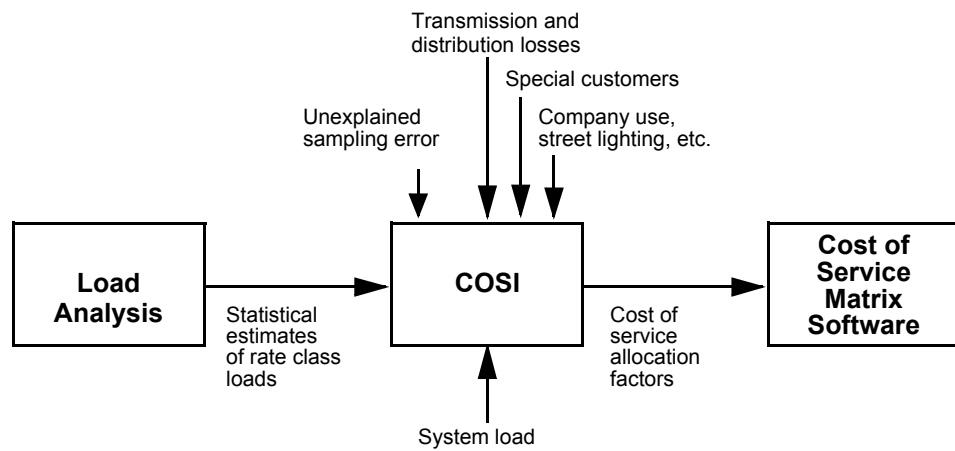 Transmission and
distribution losses
Special customers
Unexplained
sampling error
Company use,
street lighting, etc.
Load
Analysis
COSI
Cost of
Service
Matrix
Software
Statistical
estimates
of rate class
loads
Cost of
service
allocation
factors
System load